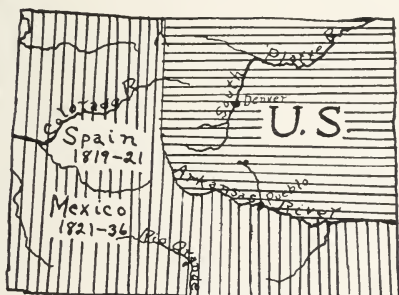 South Platte R.
Colorado R.
Denver
U.S.
Spain
1819-21
Arkansas River
Pueblo
Mexico
1821-36
Rio Grande